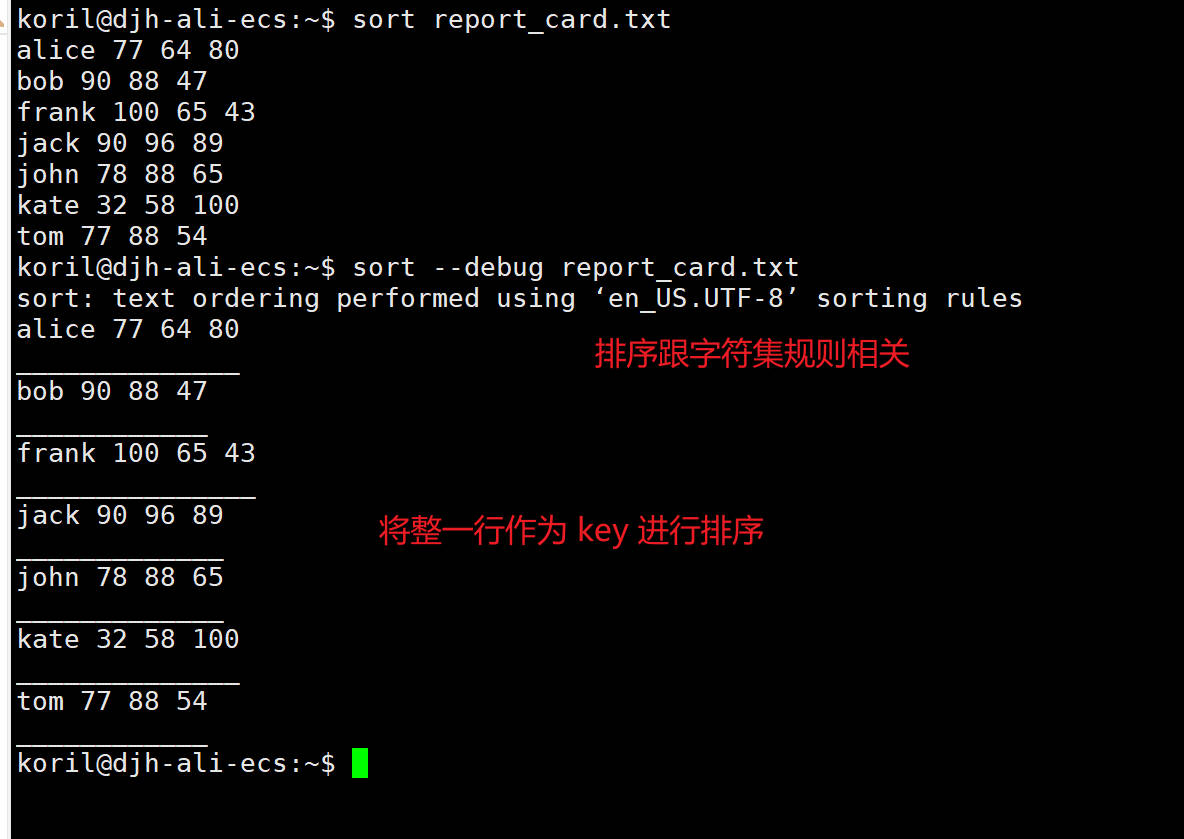 koril@djh-ali-ecs:~$ sort report_card.txt
alice 77 64 80
bob 90 88 47
frank 100 65 43
jack 90 96 89
john 78 88 65
kate 32 58 100
tom 77 88 54
koril@djh-ali-ecs:~$ sort --debug report_card.txt
sort: text ordering performed using ‘en_US.UTF-8’ sorting rules
alice 77 64 80
排序跟字符集规则相关
______________
bob 90 88 47
____________
frank 100 65 43
_______________
jack 90 96 89
将整一行作为 key 进行排序
_____________
john 78 88 65
_____________
kate 32 58 100
______________
tom 77 88 54
____________
koril@djh-ali-ecs:~$